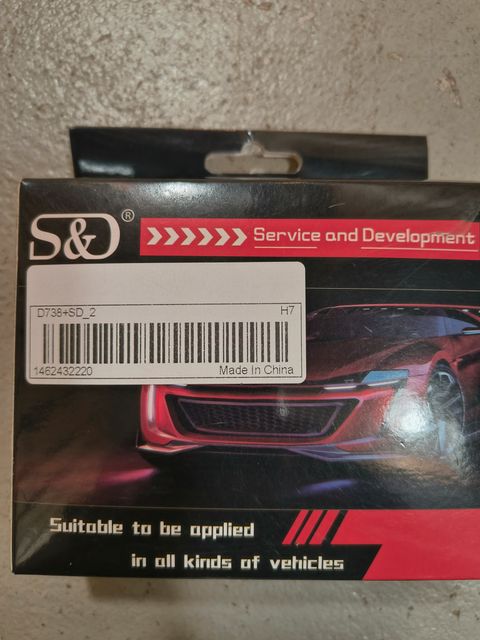 S&D®
Service and Development
D738+SD_2
H7
1462432220
Made In China
Suitable to be applied
in all kinds of vehicles